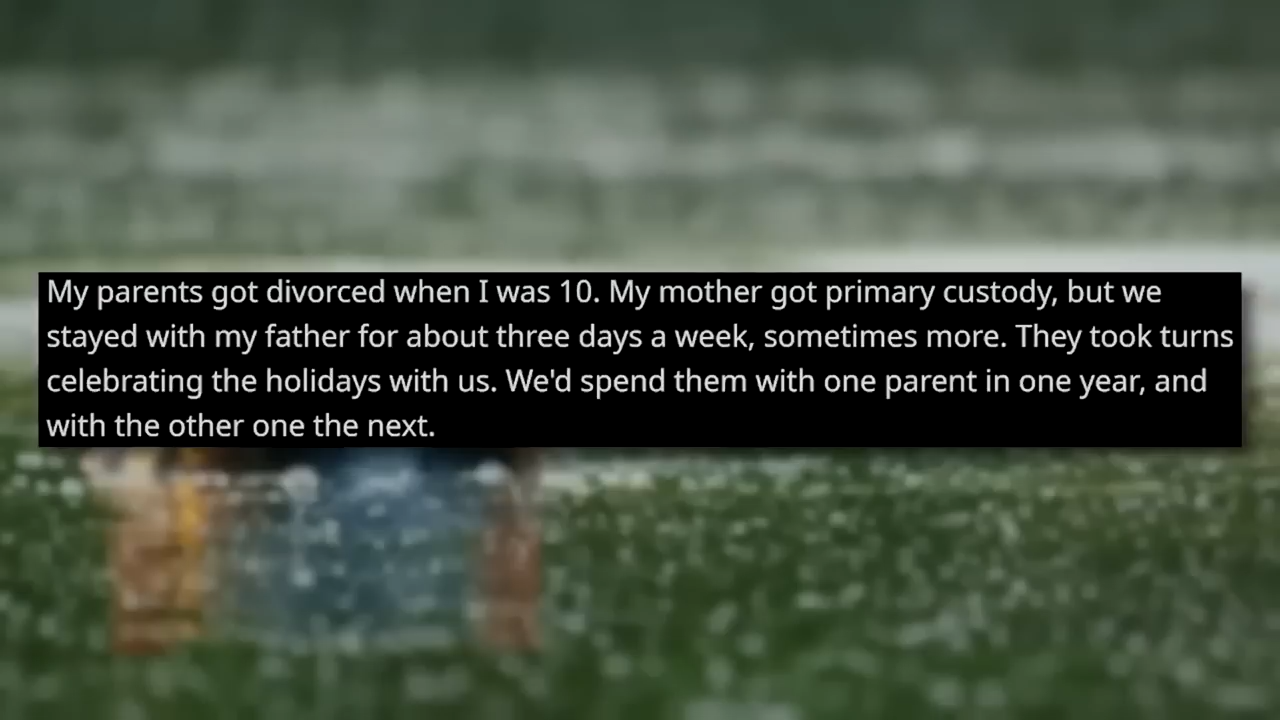 My parents got divorced when I was 10. My mother got primary custody, but we
stayed with my father for about three days a week, sometimes more. They took turns
celebrating the holidays with us. We'd spend them with one parent in one year, and
with the other one the next.